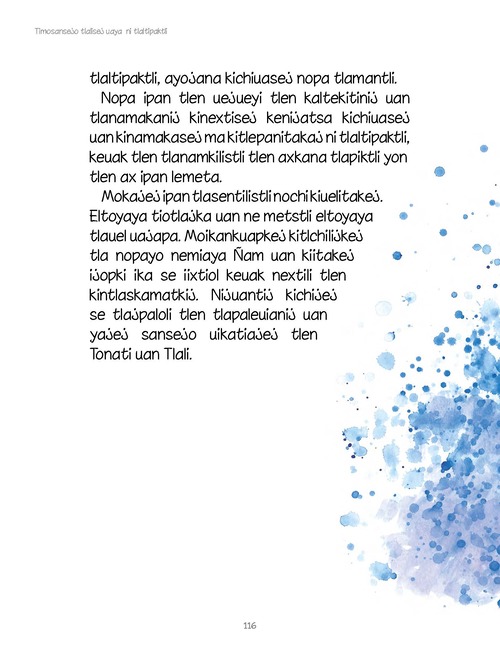 Timosansejo tlalisej uaya ni tlaltipaktli
tlaltipaktli, ayojana kichiuasej nopa tlamantli.
Nopa ipan tlen uejueyi tlen kaltekitinij uan
tlanamakanij kinextisej kenijatsa kichiuasej
uan kinamakasej ma kitlepanitakaj ni tlaltipaktli,
keuak tlen tlanamkilistli tlen axkana tlapiktli yon
tlen ax ipan lemeta.
Mokajej ipan tlasentilistli nochi kiuelitakej.
Eltoyaya tiotlajka uan ne metstli eltoyaya
tlauel uajapa. Moikankuapkej kitlchilijkej
tla nopayo nemiaya Ñam uan kiitakej
ijopki ika se iixtiol keuak nextili tlen
kintlaskamatkij. Nijuantij kichijej
se tlajpaloli tlen tlapaleuianij uan
yajej sansejo uikatiajej tlen
Tonati uan Tlali.
116